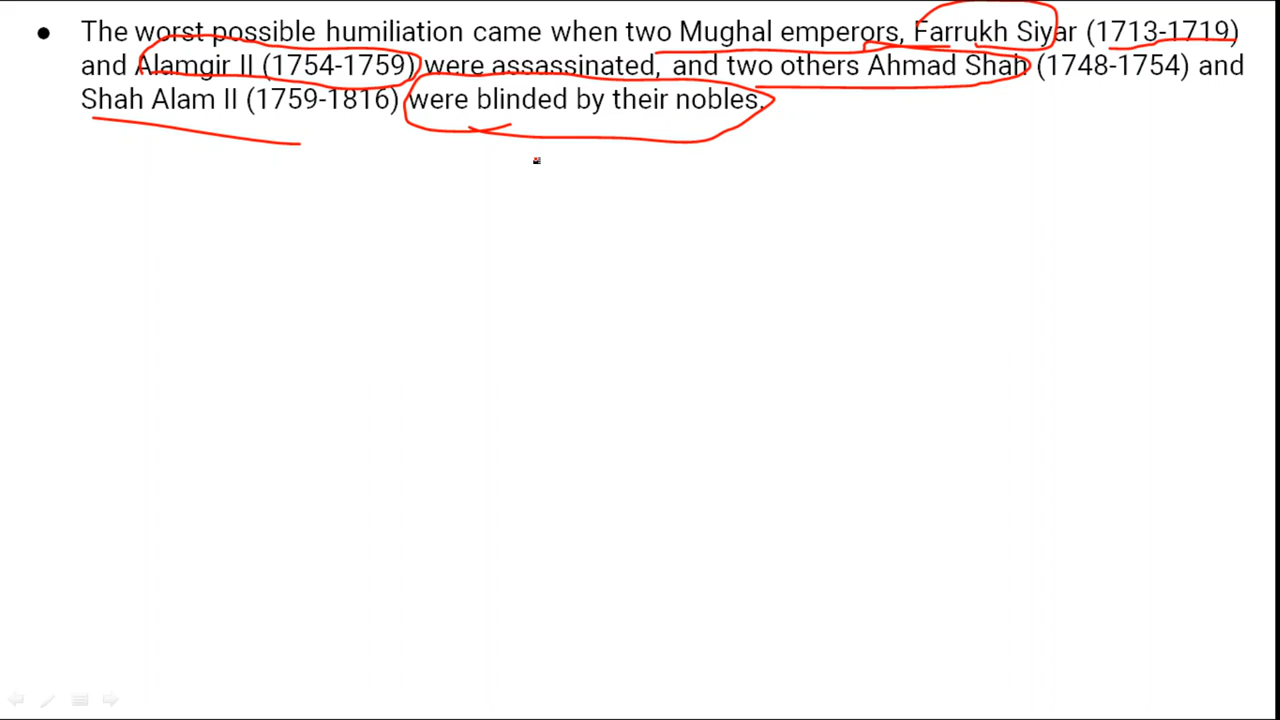 ● The worst possible humiliation came when two Mughal emperors, Farrukh Siyar (1713-1719)
and Alamgir II (1754-1759) were assassinated, and two others Ahmad Shah (1748-1754) and
Shah Alam II (1759-1816) were blinded by their nobles.